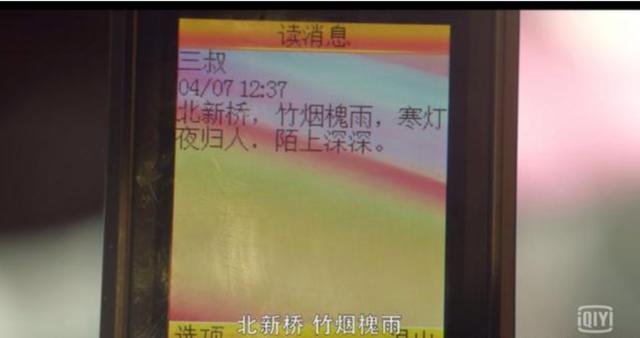 读消息
三叔
04/07 12:37
北新桥，竹烟槐雨，寒灯
夜归人，陌上深深。
选项
北新桥 竹烟槐雨
iQIYI